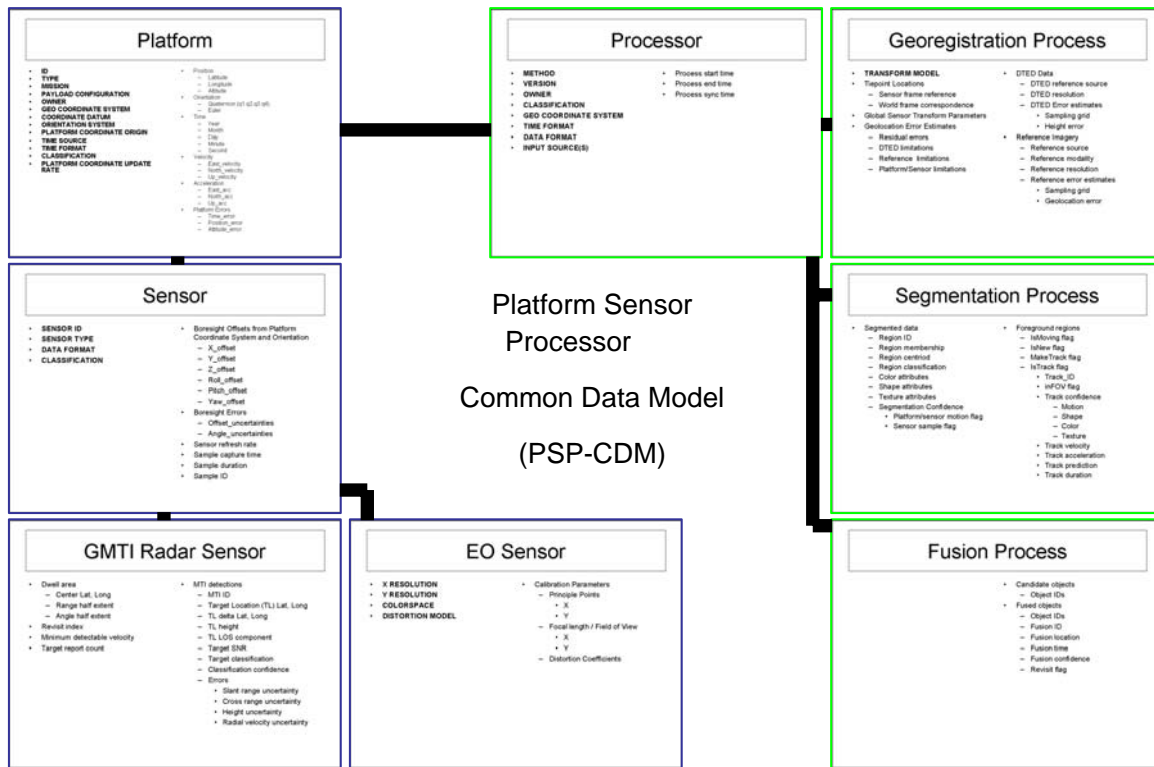 Platform
• ID
• TYPE
• MISSION
• PAYLOAD CONFIGURATION
• OWNER
• GEO COORDINATE SYSTEM
• COORDINATE DATUM
• ORIENTATION SYSTEM
• PLATFORM COORDINATE ORIGIN
• TIME SOURCE
• TIME FORMAT
• CLASSIFICATION
• PLATFORM COORDINATE UPDATE
RATE
• Position
– Latitude
– Longitude
– Altitude
• Orientation
– Quaternion (q1 q2 q3 q4)
– Euler
• Time
– Year
– Month
– Day
– Minute
– Second
• Velocity
– East_velocity
– North_velocity
– Up_velocity
• Acceleration
– East_acc
– North_acc
– Up_acc
• Platform Errors
– Time_error
– Position_error
– Altitude_error
Processor
• METHOD
• VERSION
• OWNER
• CLASSIFICATION
• GEO COORDINATE SYSTEM
• TIME FORMAT
• DATA FORMAT
• INPUT SOURCE(S)
• Process start time
• Process end time
• Process sync time
Georegistration Process
• TRANSFORM MODEL
• Tiepoint Locations
– Sensor frame reference
– World frame correspondence
• Global Sensor Transform Parameters
• Geolocation Error Estimates
– Residual errors
– DTED limitations
– Reference limitations
– Platform/Sensor limitations
• DTED Data
– DTED reference source
– DTED resolution
– DTED Error estimates
• Sampling grid
• Height error
• Reference Imagery
– Reference source
– Reference modality
– Reference resolution
– Reference error estimates
• Sampling grid
• Geolocation error
Sensor
• SENSOR ID
• SENSOR TYPE
• DATA FORMAT
• CLASSIFICATION
• Boresight Offsets from Platform
Coordinate System and Orientation
– X_offset
– Y_offset
– Z_offset
– Roll_offset
– Pitch_offset
– Yaw_offset
• Boresight Errors
– Offset_uncertainties
– Angle_uncertainties
• Sensor refresh rate
• Sample capture time
• Sample duration
• Sample ID
Platform Sensor
Processor
Common Data Model
(PSP-CDM)
Segmentation Process
• Segmented data
– Region ID
– Region membership
– Region centriod
– Region classification
– Color attributes
– Shape attributes
– Texture attributes
– Segmentation Confidence
• Platform/sensor motion flag
• Sensor sample flag
• Foreground regions
– IsMoving flag
– IsNew flag
– MakeTrack flag
– IsTrack flag
• Track_ID
• inFOV flag
• Track confidence
– Motion
– Shape
– Color
– Texture
• Track velocity
• Track acceleration
• Track prediction
• Track duration
GMTI Radar Sensor
• Dwell area
– Center Lat, Long
– Range half extent
– Angle half extent
• Revisit index
• Minimum detectable velocity
• Target report count
• MTI detections
– MTI ID
– Target Location (TL) Lat, Long
– TL delta Lat, Long
– TL height
– TL LOS component
– Target SNR
– Target classification
– Classification confidence
– Errors
• Slant range uncertainty
• Cross range uncertainty
• Height uncertainty
• Radial velocity uncertainty
EO Sensor
• X RESOLUTION
• Y RESOLUTION
• COLORSPACE
• DISTORTION MODEL
• Calibration Parameters
– Principle Points
• X
• Y
– Focal length / Field of View
• X
• Y
– Distortion Coefficients
Fusion Process
• Candidate objects
– Object IDs
• Fused objects
– Object IDs
– Fusion ID
– Fusion location
– Fusion time
– Fusion confidence
– Revisit flag